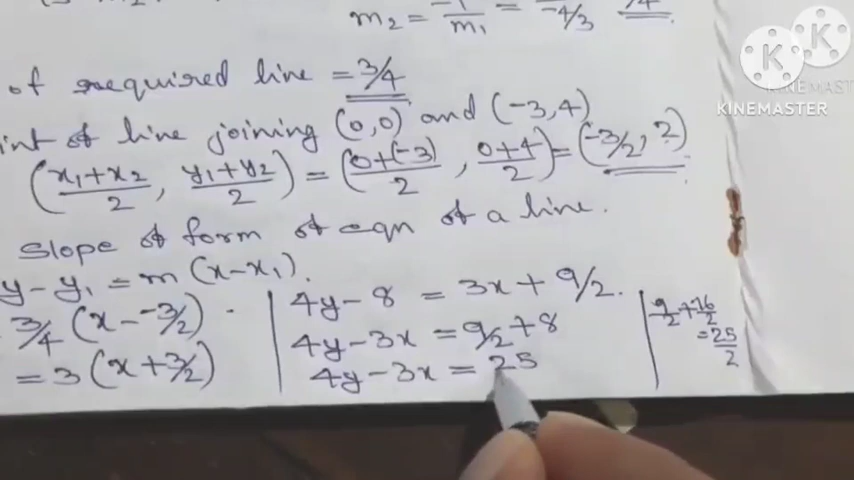 m₂ = -1/m₁ = /-4/3 3/4.
of required line = 3/4
int of line joining (0,0) and (-3,4)
(x₁+x₂/2, y₁+y₂/2) = (0+(-3)/2, 0+4/2) = (-3/2, 2)
slope of form of eqn of a line.
y-y₁ = m(x-x₁).
3/4 (x--3/2)
= 3(x+3/2)
4y-8 = 3x+9/2.
4y-3x = 9/2+8
4y-3x = 25
9/2+16/2
= 25/2
KINEMASTER
KINEMASTER